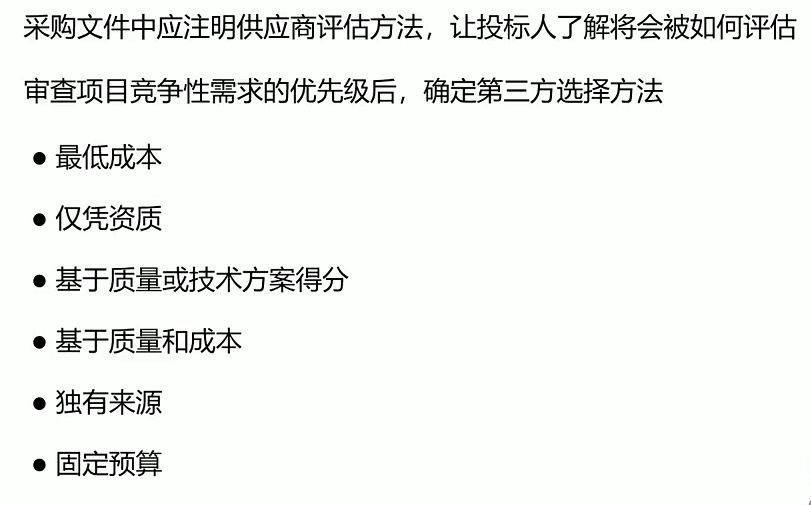 采购文件中应注明供应商评估方法，让投标人了解将会被如何评估
审查项目竞争性需求的优先级后，确定第三方选择方法
● 最低成本
● 仅凭资质
● 基于质量或技术方案得分
● 基于质量和成本
● 独有来源
● 固定预算